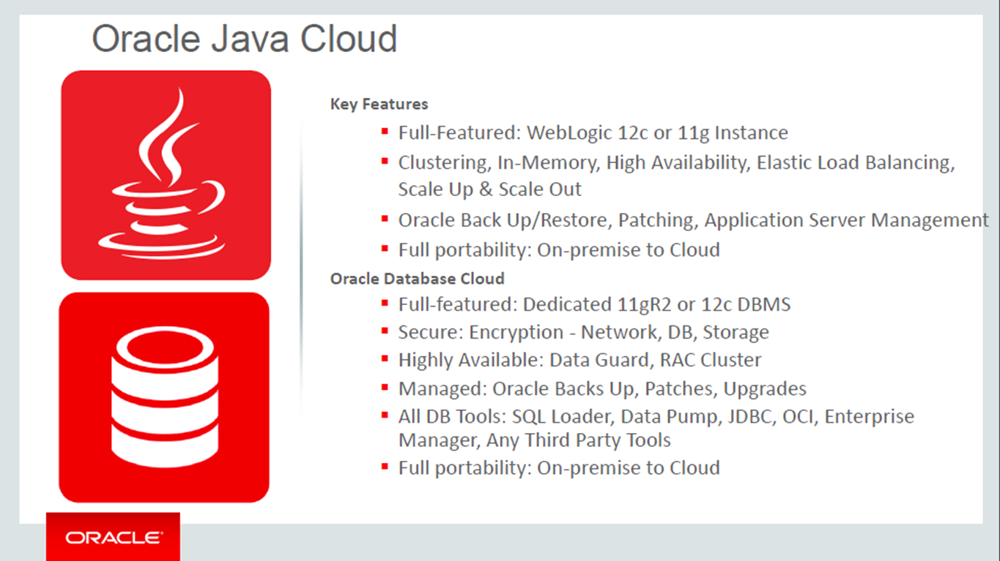 Oracle Java Cloud
Key Features
▪ Full-Featured: WebLogic 12c or 11g Instance
▪ Clustering, In-Memory, High Availability, Elastic Load Balancing,
Scale Up & Scale Out
▪ Oracle Back Up/Restore, Patching, Application Server Management
▪ Full portability: On-premise to Cloud
Oracle Database Cloud
▪ Full-featured: Dedicated 11gR2 or 12c DBMS
▪ Secure: Encryption - Network, DB, Storage
▪ Highly Available: Data Guard, RAC Cluster
▪ Managed: Oracle Backs Up, Patches, Upgrades
▪ All DB Tools: SQL Loader, Data Pump, JDBC, OCI, Enterprise
Manager, Any Third Party Tools
▪ Full portability: On-premise to Cloud
ORACLE®